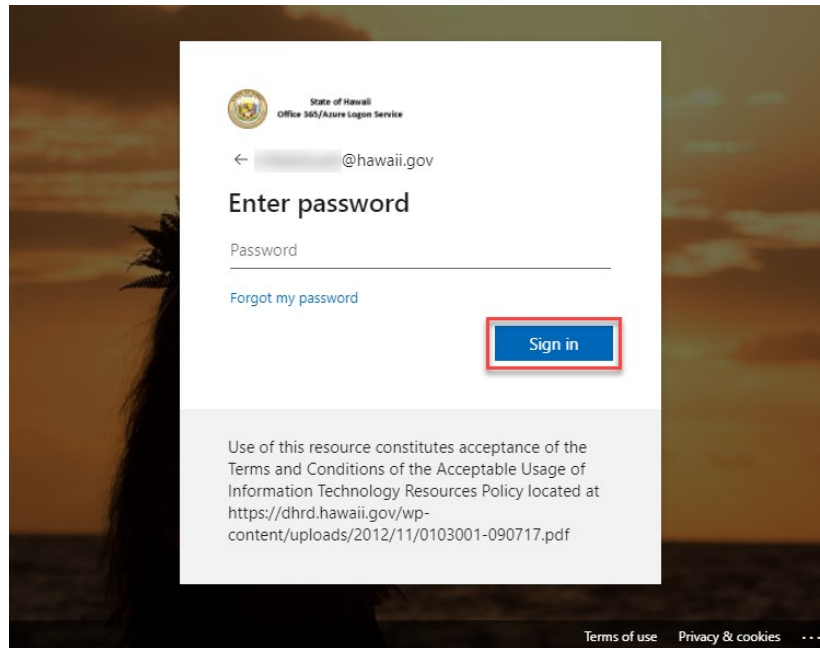 State of Hawaii
Office 365/Azure Logon Service
@hawaii.gov
Enter password
Password
Forgot my password
Sign in
Use of this resource constitutes acceptance of the
Terms and Conditions of the Acceptable Usage of
Information Technology Resources Policy located at
https://dhrd.hawaii.gov/wp-
content/uploads/2012/11/0103001-090717.pdf
Terms of use Privacy & cookies ...